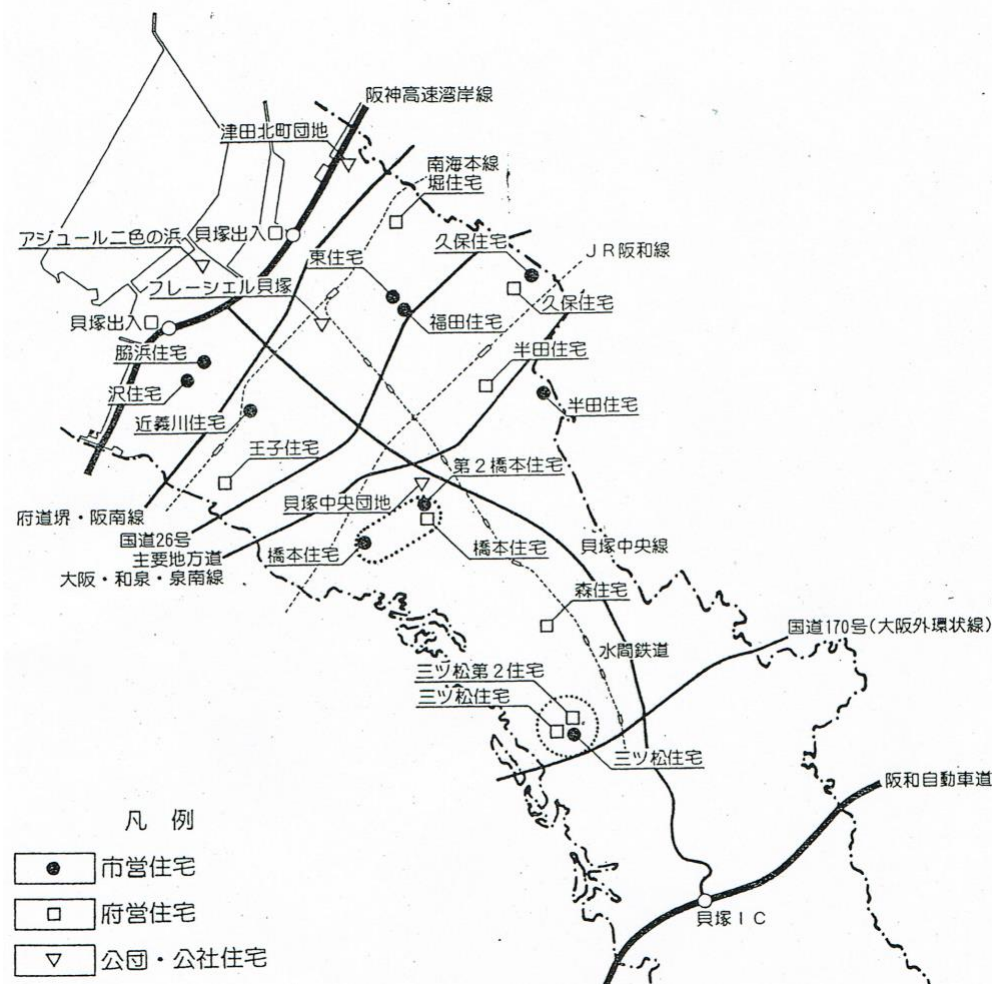 阪神高速湾岸線
津田北町団地
南海本線
堀住宅
貝塚出入口
久保住宅
アジュール二色の浜
東住宅
JR阪和線
フレーシエル貝塚
久保住宅
福田住宅
貝塚出入口
半田住宅
脇浜住宅
沢住宅
半田住宅
近義川住宅
王子住宅
第2橋本住宅
貝塚中央団地
府道堺・阪南線
国道26号
主要地方道
大阪・和泉・泉南線
橋本住宅
橋本住宅
貝塚中央線
森住宅
国道170号(大阪外環状線)
水間鉄道
三ツ松第2住宅
三ツ松住宅
三ツ松住宅
阪和自動車道
貝塚IC
凡例
市営住宅
府営住宅
公団・公社住宅